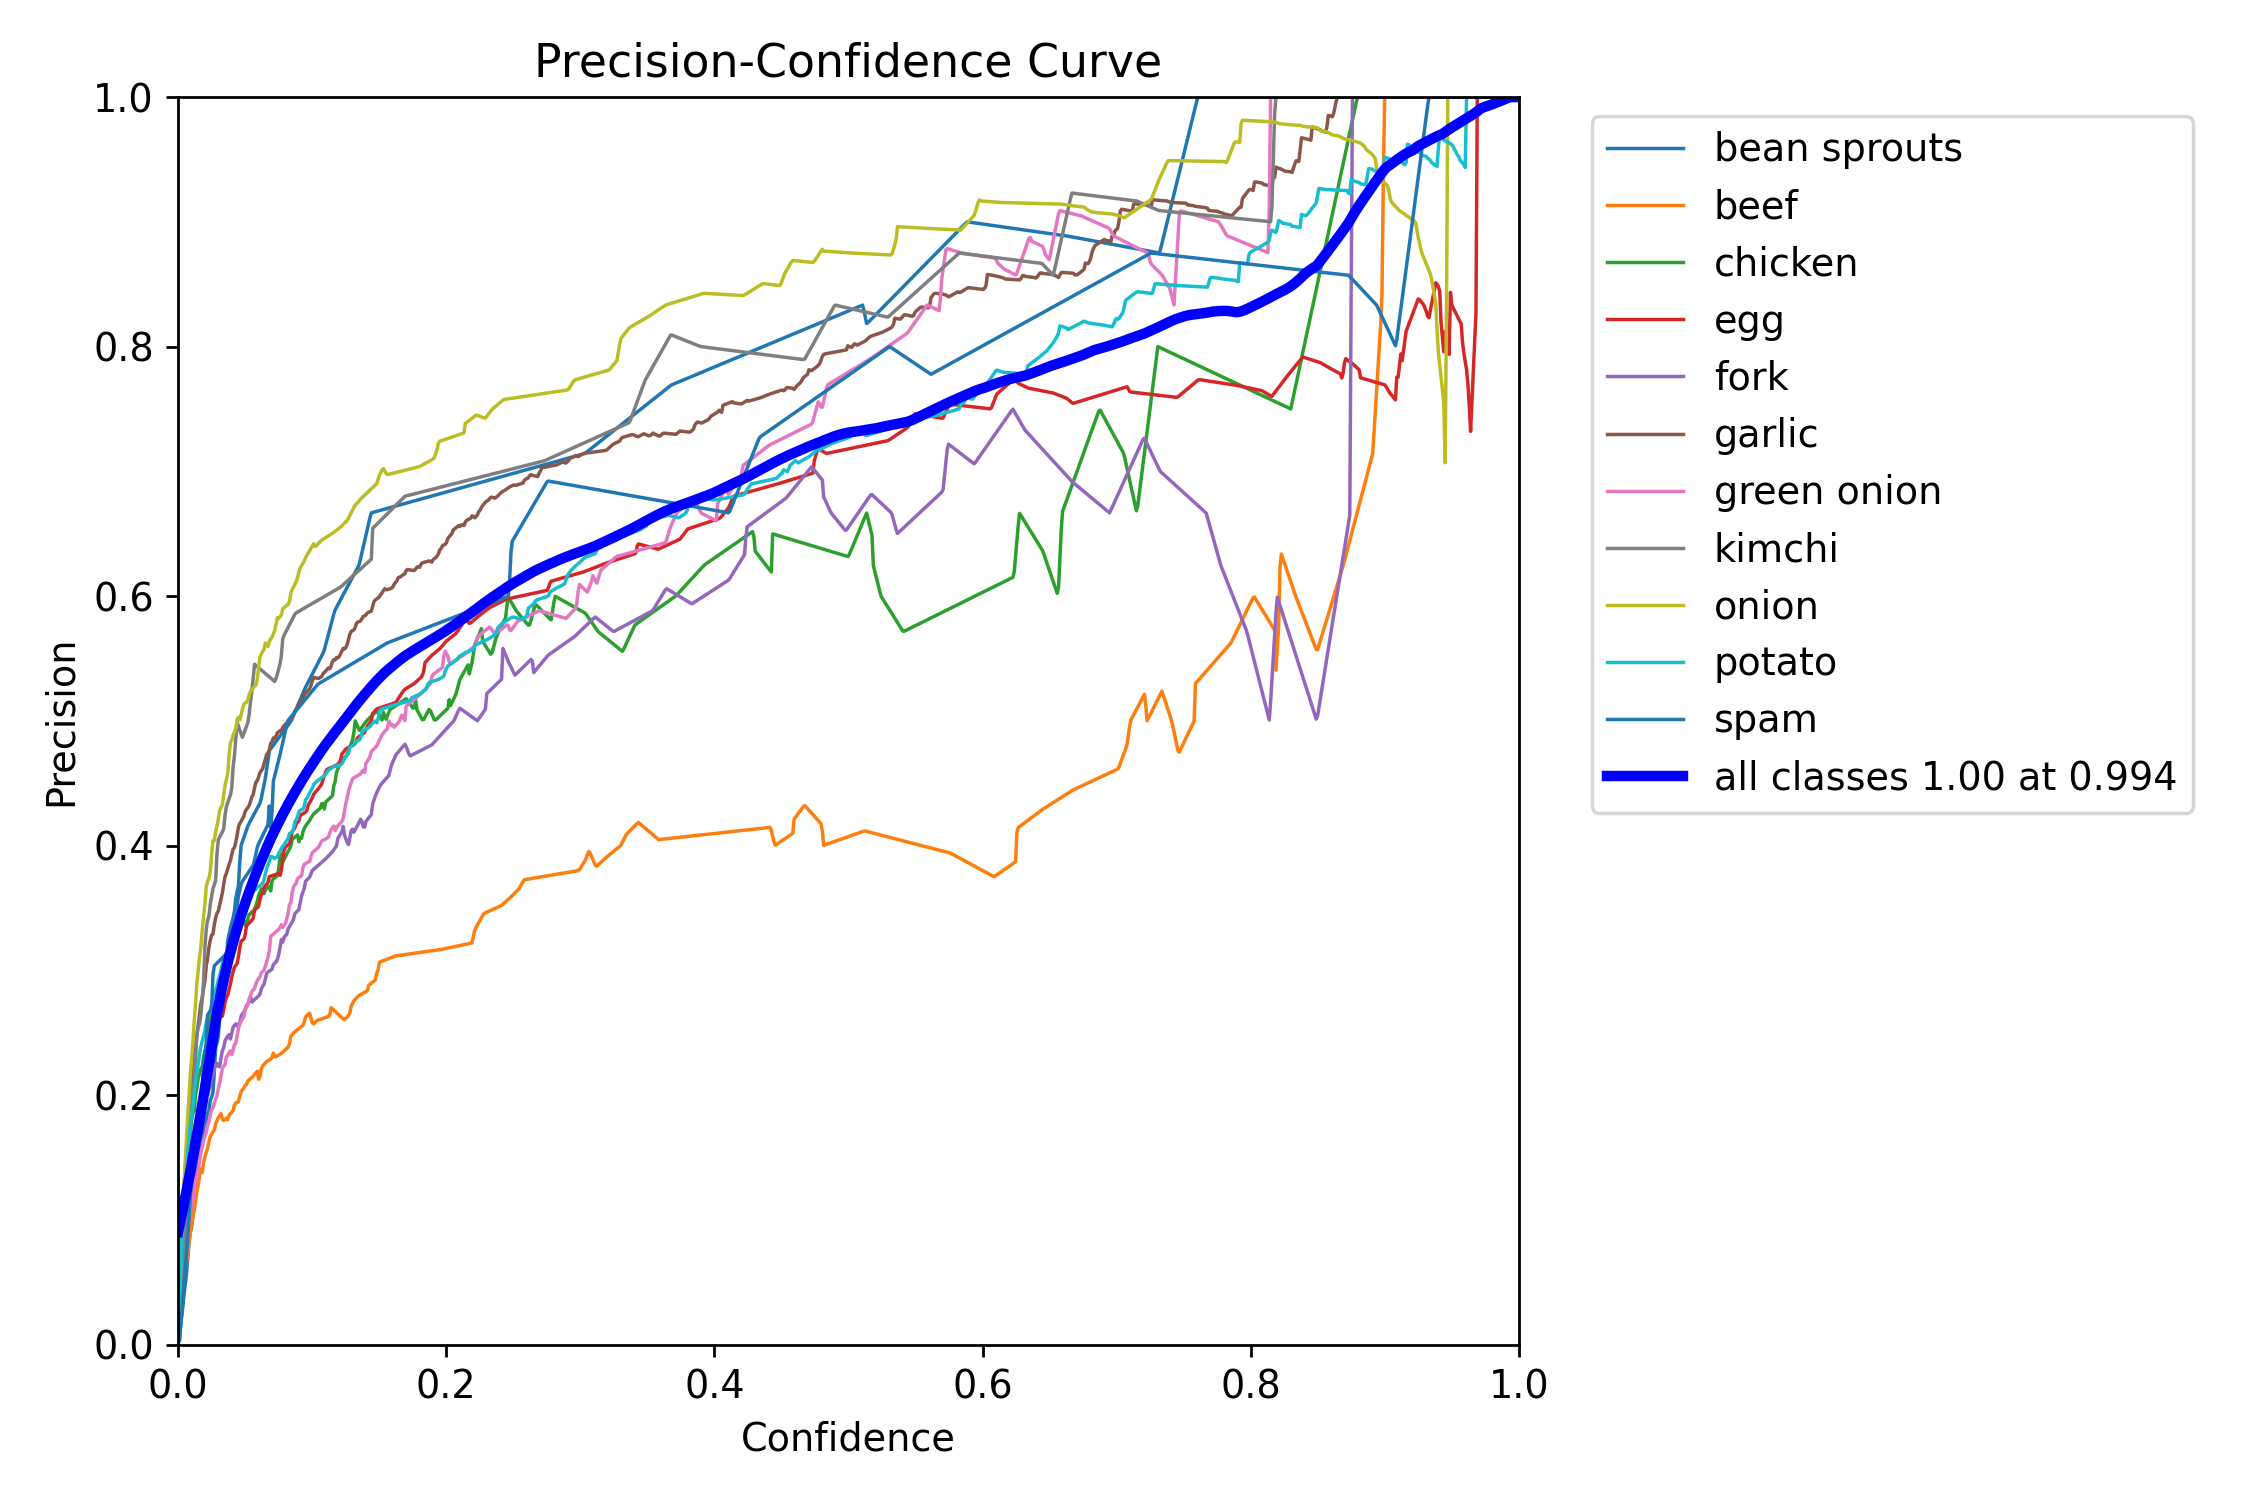 Precision-Confidence Curve
1.0
0.8
0.6
0.4
0.2
0.0
Precision
0.0 0.2 0.4 0.6 0.8 1.0
Confidence
bean sprouts
beef
chicken
egg
fork
garlic
green onion
kimchi
onion
potato
spam
all classes 1.00 at 0.994